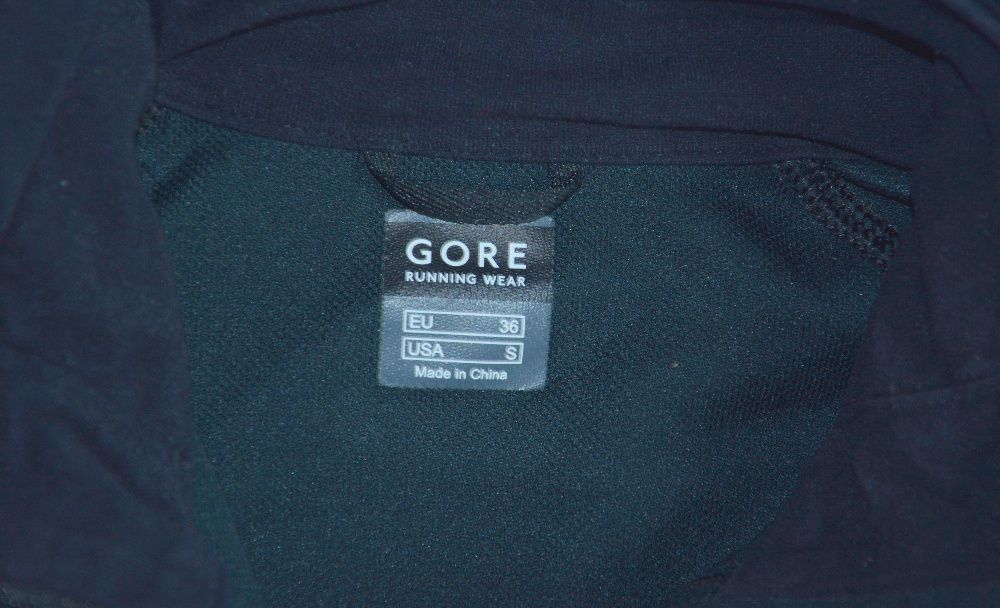 GORE
RUNNING WEAR
EU 36
USA S
Made in China